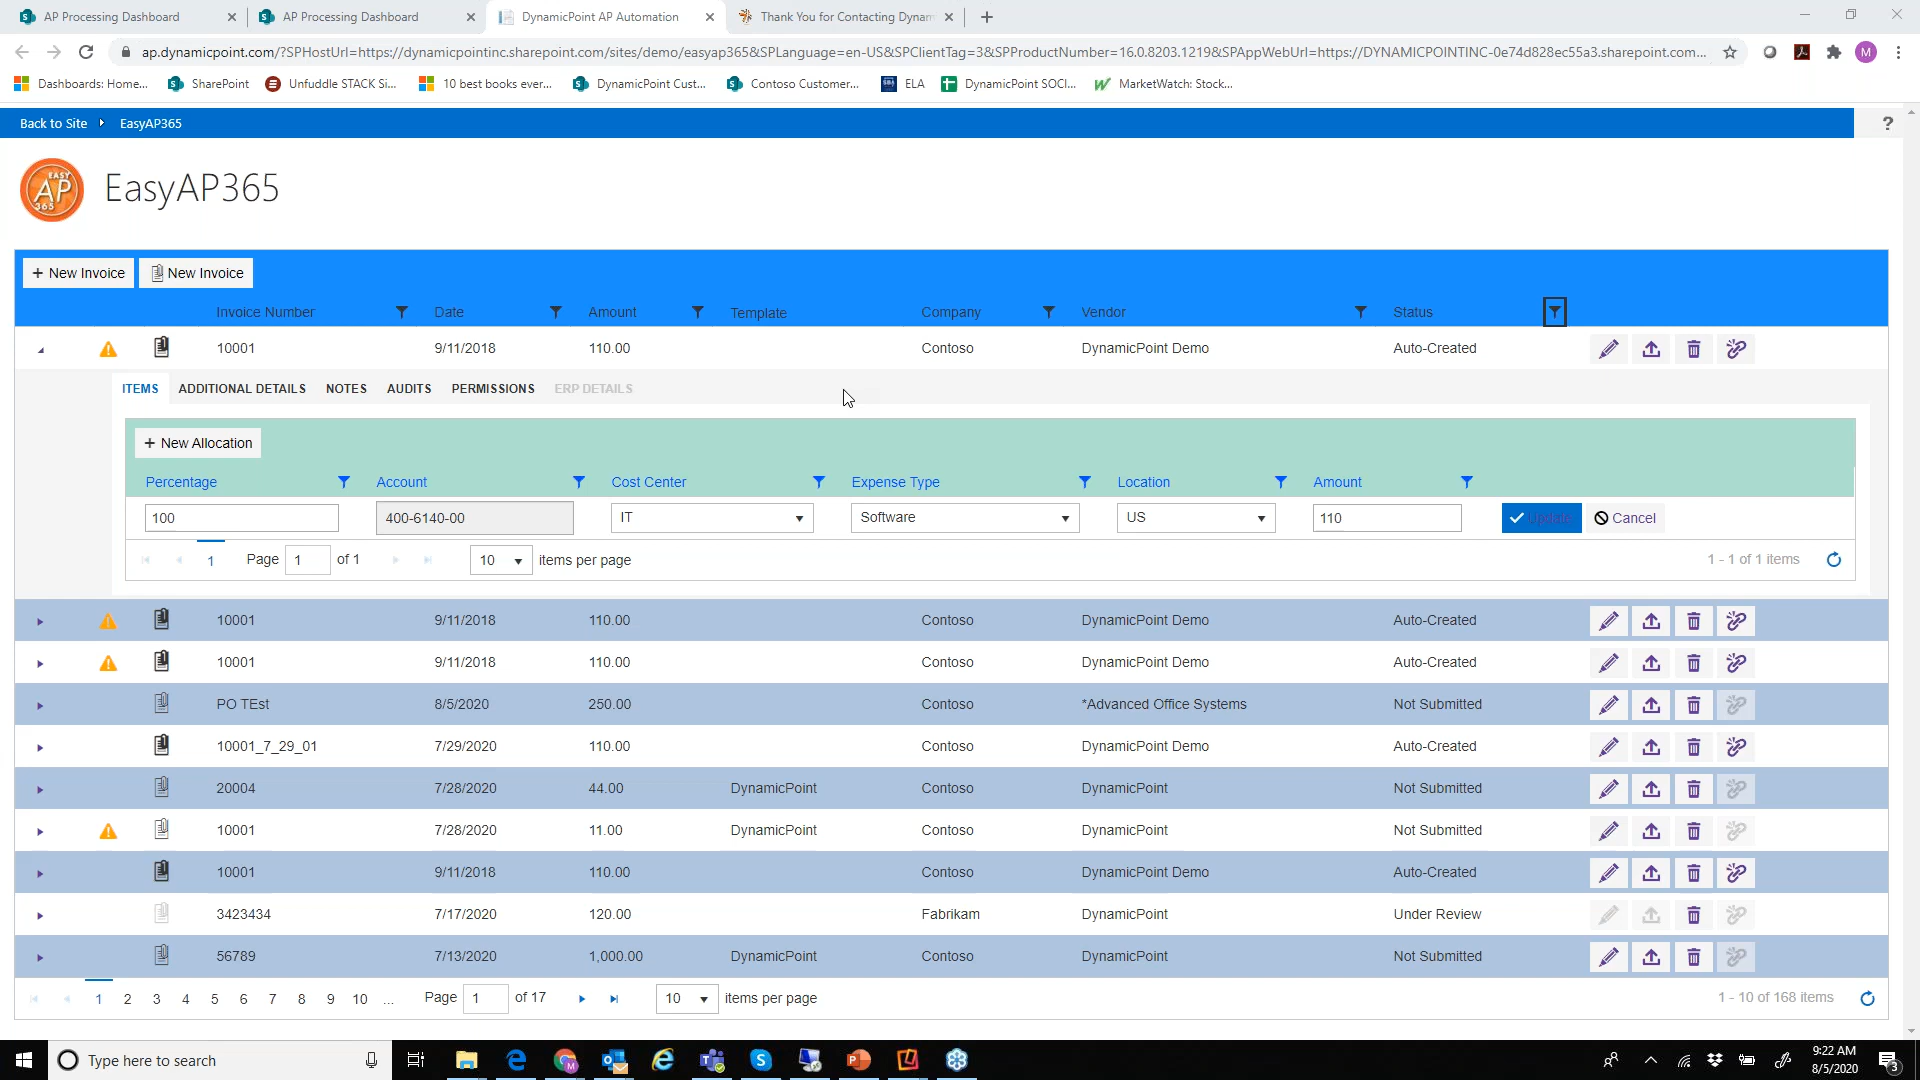 AP Processing Dashboard
AP Processing Dashboard
DynamicPoint AP Automation
Thank You for Contacting Dynam
ap.dynamicpoint.com/?SPHostUrl=https://dynamicpointinc.sharepoint.com/sites/demo/easyap365&SPLanguage=en-US&SPClientTag=3&SPProductNumber=16.0.8203.1219&SPAppWebUrl=https://DYNAMICPOINTINC-0e74d828ec55a3.sharepoint.com...
M
Dashboards: Home... SharePoint Unfuddle STACK Si... 10 best books ever... DynamicPoint Cust... Contoso Customer... ELA DynamicPoint SOCI... MarketWatch: Stock...
Back to Site EasyAP365 ?
EASY AP 365
EasyAP365
+ New Invoice New Invoice
Invoice Number Date Amount Template Company Vendor Status
10001 9/11/2018 110.00 Contoso DynamicPoint Demo Auto-Created
ITEMS ADDITIONAL DETAILS NOTES AUDITS PERMISSIONS ERP DETAILS
+ New Allocation
Percentage Account Cost Center Expense Type Location Amount
100 400-6140-00 IT Software US 110 Update Cancel
1 Page 1 of 1 10 items per page 1 - 1 of 1 items
10001 9/11/2018 110.00 Contoso DynamicPoint Demo Auto-Created
10001 9/11/2018 110.00 Contoso DynamicPoint Demo Auto-Created
PO TEst 8/5/2020 250.00 Contoso *Advanced Office Systems Not Submitted
10001_7_29_01 7/29/2020 110.00 Contoso DynamicPoint Demo Auto-Created
20004 7/28/2020 44.00 DynamicPoint Contoso DynamicPoint Not Submitted
10001 7/28/2020 11.00 DynamicPoint Contoso DynamicPoint Not Submitted
10001 9/11/2018 110.00 Contoso DynamicPoint Demo Auto-Created
3423434 7/17/2020 120.00 Fabrikam DynamicPoint Under Review
56789 7/13/2020 1,000.00 DynamicPoint Contoso DynamicPoint Not Submitted
1 2 3 4 5 6 7 8 9 10 ... Page 1 of 17 10 items per page 1 - 10 of 168 items
Type here to search
9:22 AM
8/5/2020
3